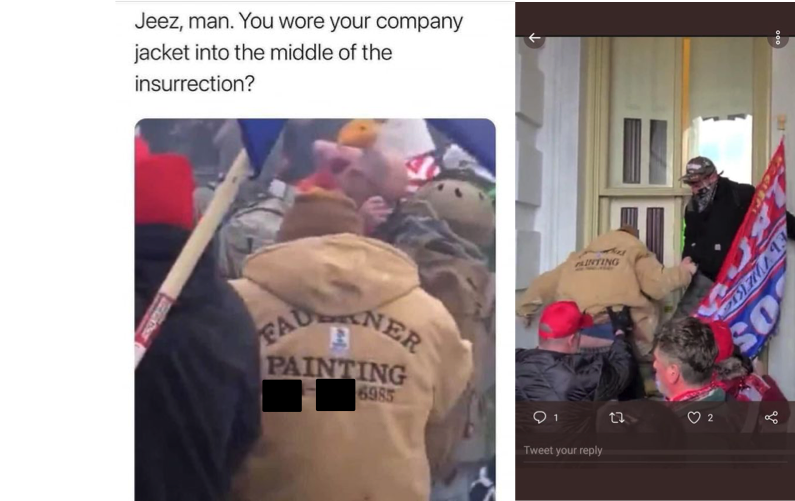 Jeez, man. You wore your company
jacket into the middle of the
insurrection?
FAULKNER
PAINTING
6985
PAINTING
1
2
Tweet your reply